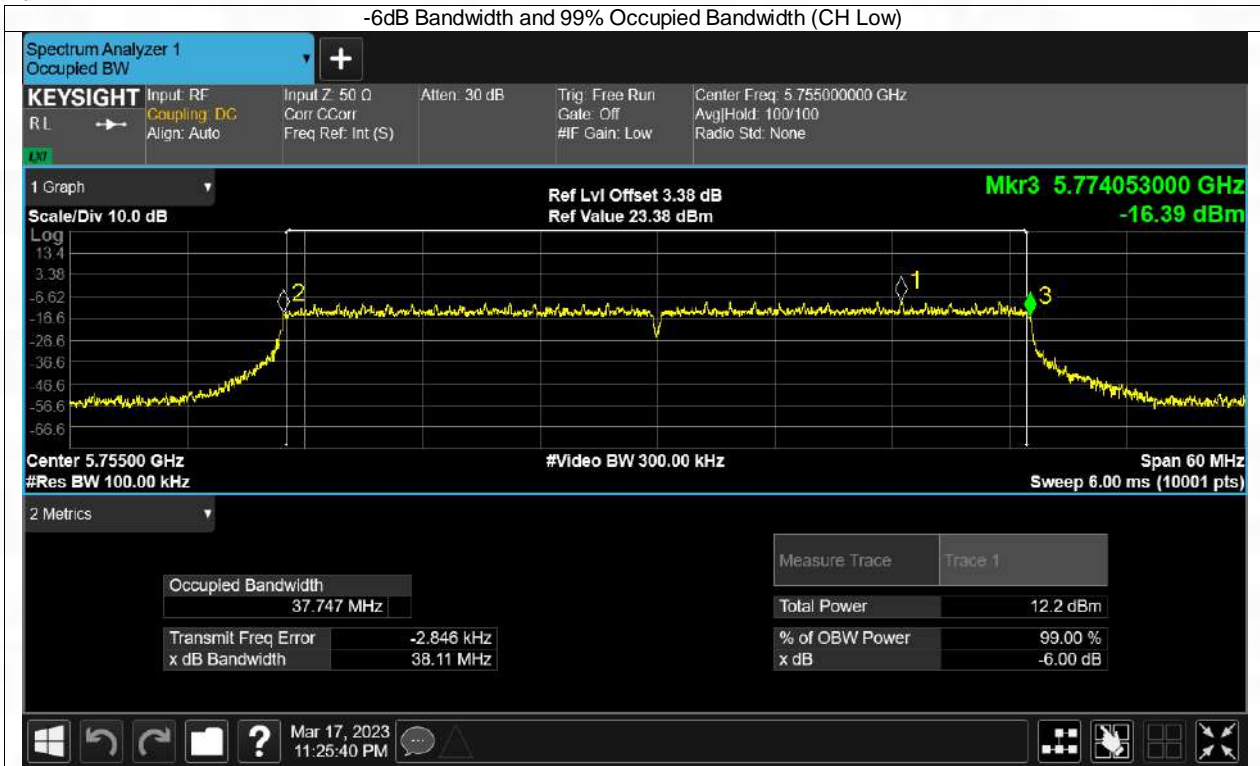 -6dB Bandwidth and 99% Occupied Bandwidth (CH Low)
Spectrum Analyzer 1
Occupied BW
+
KEYSIGHT
RL
LXI
Input: RF
Coupling: DC
Align: Auto
Input Z: 50 Ω
Corr CCorr
Freq Ref: Int (S)
Atten: 30 dB
Trig: Free Run
Gate: Off
#IF Gain: Low
Center Freq: 5.755000000 GHz
Avg|Hold: 100/100
Radio Std: None
1 Graph
Scale/Div 10.0 dB
Ref Lvl Offset 3.38 dB
Ref Value 23.38 dBm
Mkr3 5.774053000 GHz
-16.39 dBm
Log
13.4
3.38
-6.62
-16.6
-26.6
-36.6
-46.6
-56.6
-66.6
2
1
3
Center 5.75500 GHz
#Res BW 100.00 kHz
#Video BW 300.00 kHz
Span 60 MHz
Sweep 6.00 ms (10001 pts)
2 Metrics
Measure Trace Trace 1
Occupied Bandwidth
37.747 MHz
Total Power 12.2 dBm
Transmit Freq Error -2.846 kHz
% of OBW Power 99.00 %
x dB Bandwidth 38.11 MHz
x dB -6.00 dB
?
Mar 17, 2023
11:25:40 PM